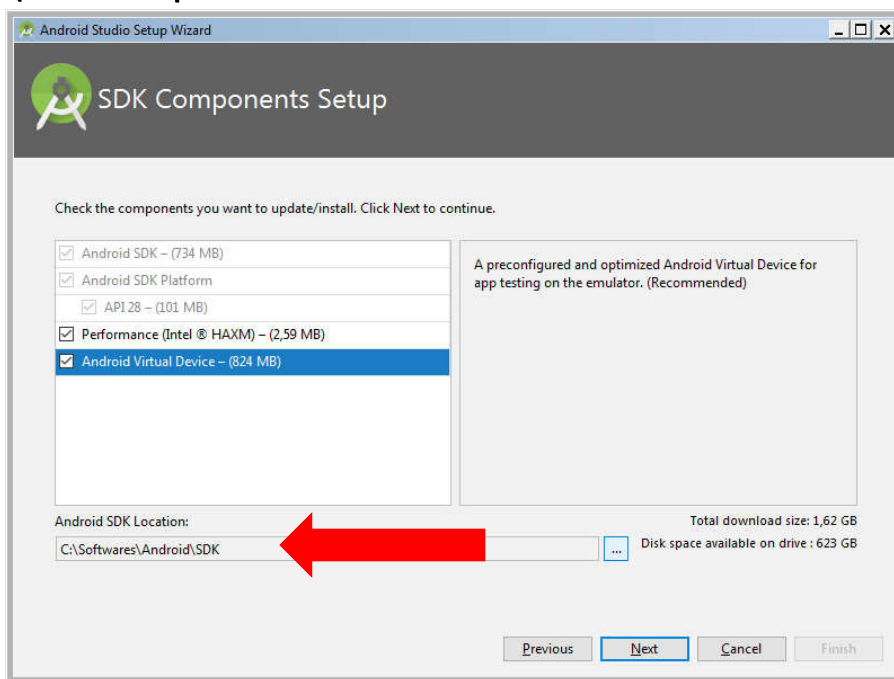 Android Studio Setup Wizard
SDK Components Setup
Check the components you want to update/install. Click Next to continue.
Android SDK – (734 MB)
Android SDK Platform
API 28 – (101 MB)
Performance (Intel ® HAXM) – (2,59 MB)
Android Virtual Device – (824 MB)
A preconfigured and optimized Android Virtual Device for
app testing on the emulator. (Recommended)
Android SDK Location:
C:\Softwares\Android\SDK
...
Total download size: 1,62 GB
Disk space available on drive : 623 GB
Previous
Next
Cancel
Finish